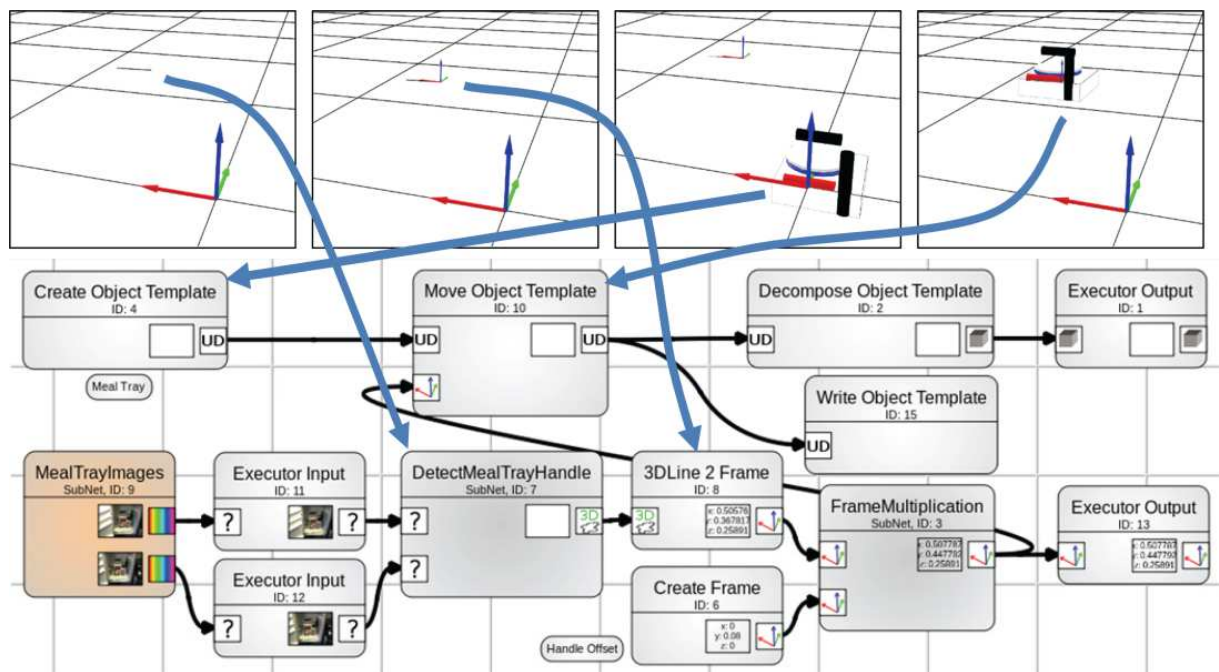 Create Object Template
ID: 4
UD
Meal Tray
Move Object Template
ID: 10
UD
UD
Decompose Object Template
ID: 2
UD
Executor Output
ID: 1
Write Object Template
ID: 15
UD
MealTrayImages
SubNet, ID: 9
Executor Input
ID: 11
? ?
Executor Input
ID: 12
? ?
DetectMealTrayHandle
SubNet, ID: 7
?
?
3D
3DLine 2 Frame
ID: 8
3D
x: 0.50576
y: 0.367817
z: 0.25891
Create Frame
ID: 6
x: 0
y: 0.08
z: 0
Handle Offset
FrameMultiplication
SubNet, ID: 3
x: 0.507787
y: 0.447792
z: 0.25891
Executor Output
ID: 13
x: 0.507787
y: 0.447792
z: 0.25891